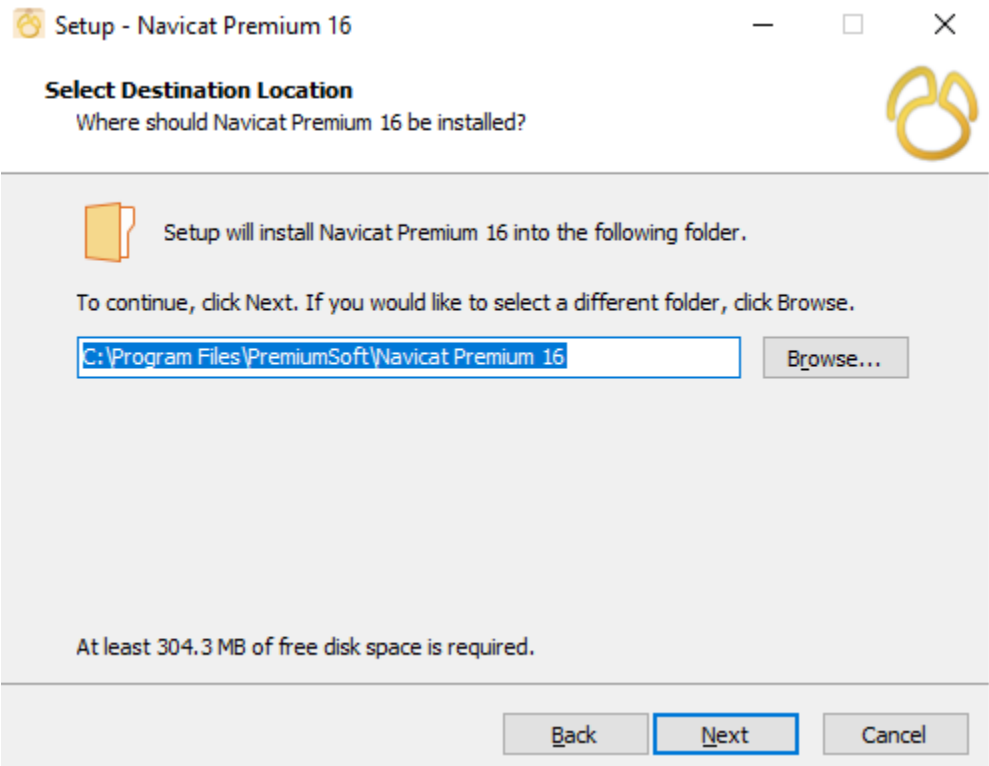 Setup - Navicat Premium 16
Select Destination Location
Where should Navicat Premium 16 be installed?
Setup will install Navicat Premium 16 into the following folder.
To continue, click Next. If you would like to select a different folder, click Browse.
C:\Program Files\PremiumSoft\Navicat Premium 16
Browse...
At least 304.3 MB of free disk space is required.
Back Next Cancel